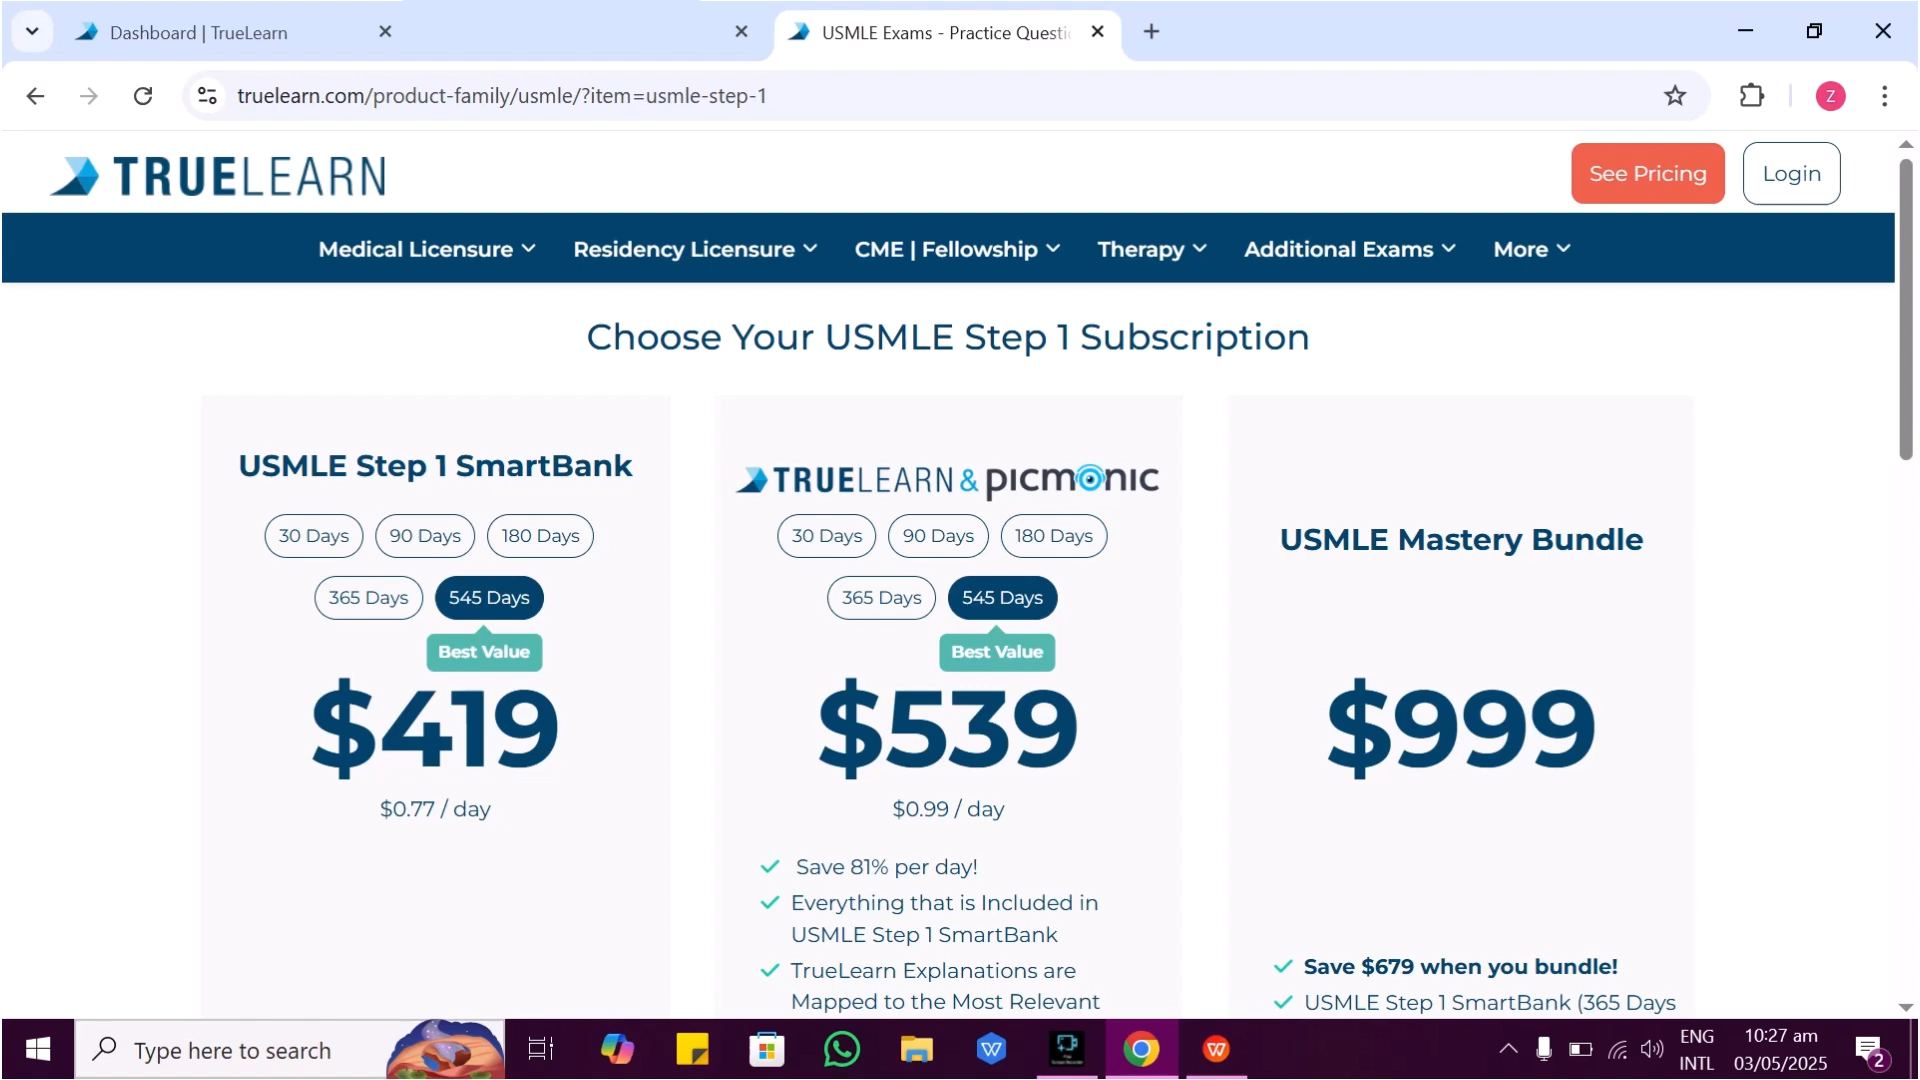 Dashboard | TrueLearn
USMLE Exams - Practice Questi
truelearn.com/product-family/usmle/?item=usmle-step-1
Z
TRUELEARN
See Pricing
Login
Medical Licensure
Residency Licensure
CME | Fellowship
Therapy
Additional Exams
More
Choose Your USMLE Step 1 Subscription
USMLE Step 1 SmartBank
30 Days
90 Days
180 Days
365 Days
545 Days
Best Value
$419
$0.77 / day
TRUELEARN & picmonic
30 Days
90 Days
180 Days
365 Days
545 Days
Best Value
$539
$0.99 / day
Save 81% per day!
Everything that is Included in
USMLE Step 1 SmartBank
TrueLearn Explanations are
Mapped to the Most Relevant
USMLE Mastery Bundle
$999
Save $679 when you bundle!
USMLE Step 1 SmartBank (365 Days
Type here to search
ENG
INTL
10:27 am
03/05/2025
2